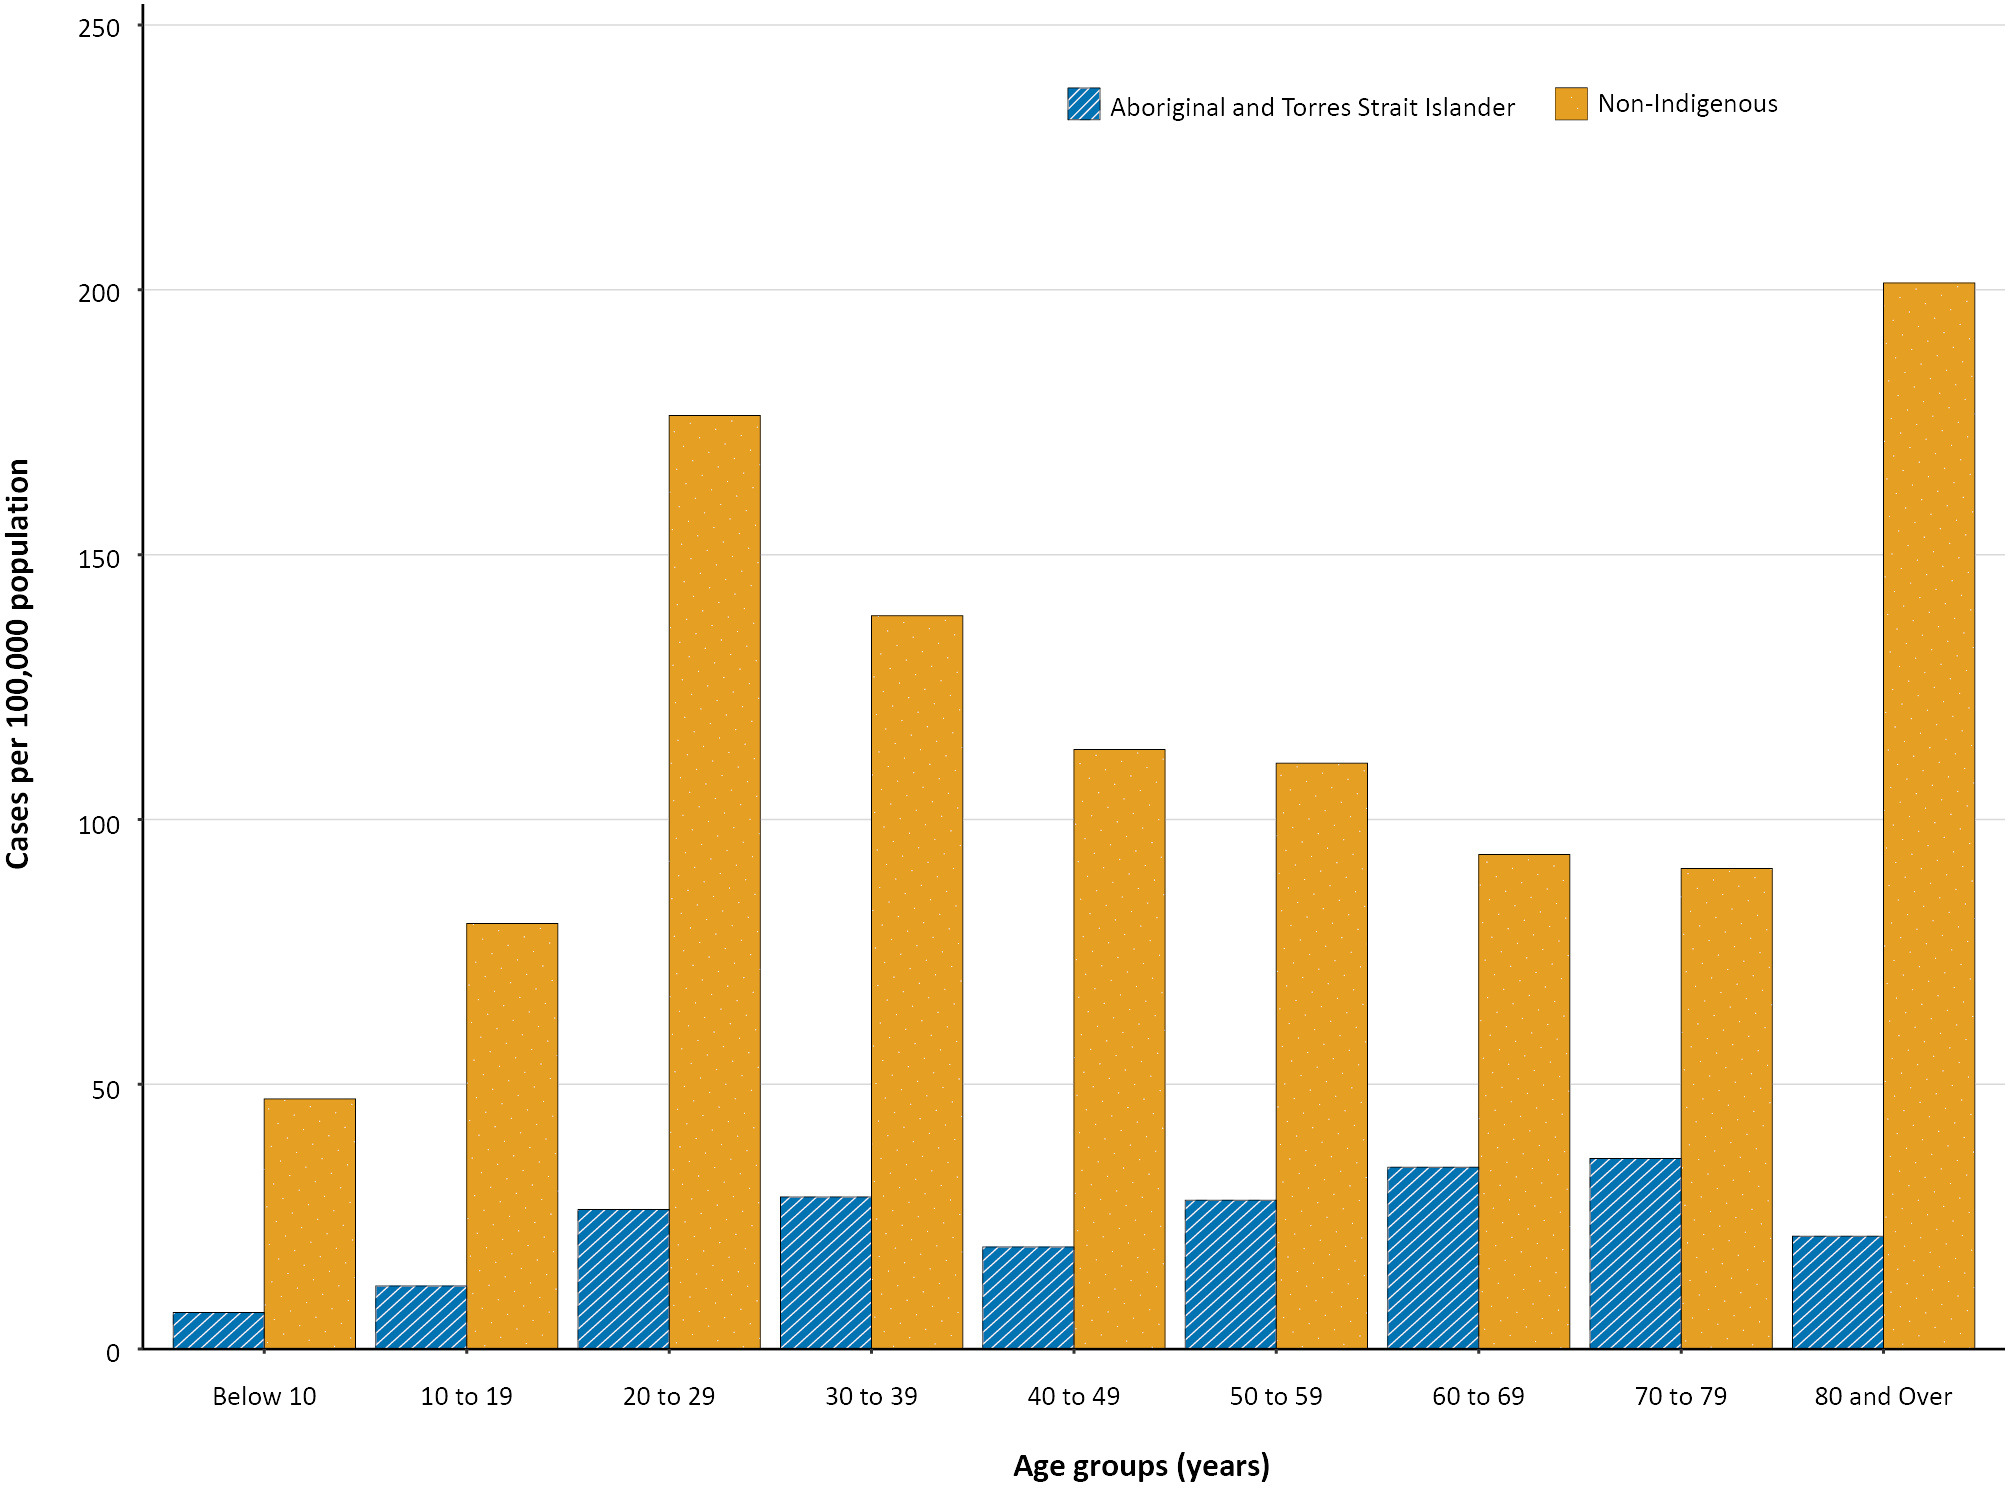 250
Aboriginal and Torres Strait Islander Non-Indigenous
200
150
100
50
0
Cases per 100,000 population
Below 10 10 to 19 20 to 29 30 to 39 40 to 49 50 to 59 60 to 69 70 to 79 80 and Over
Age groups (years)